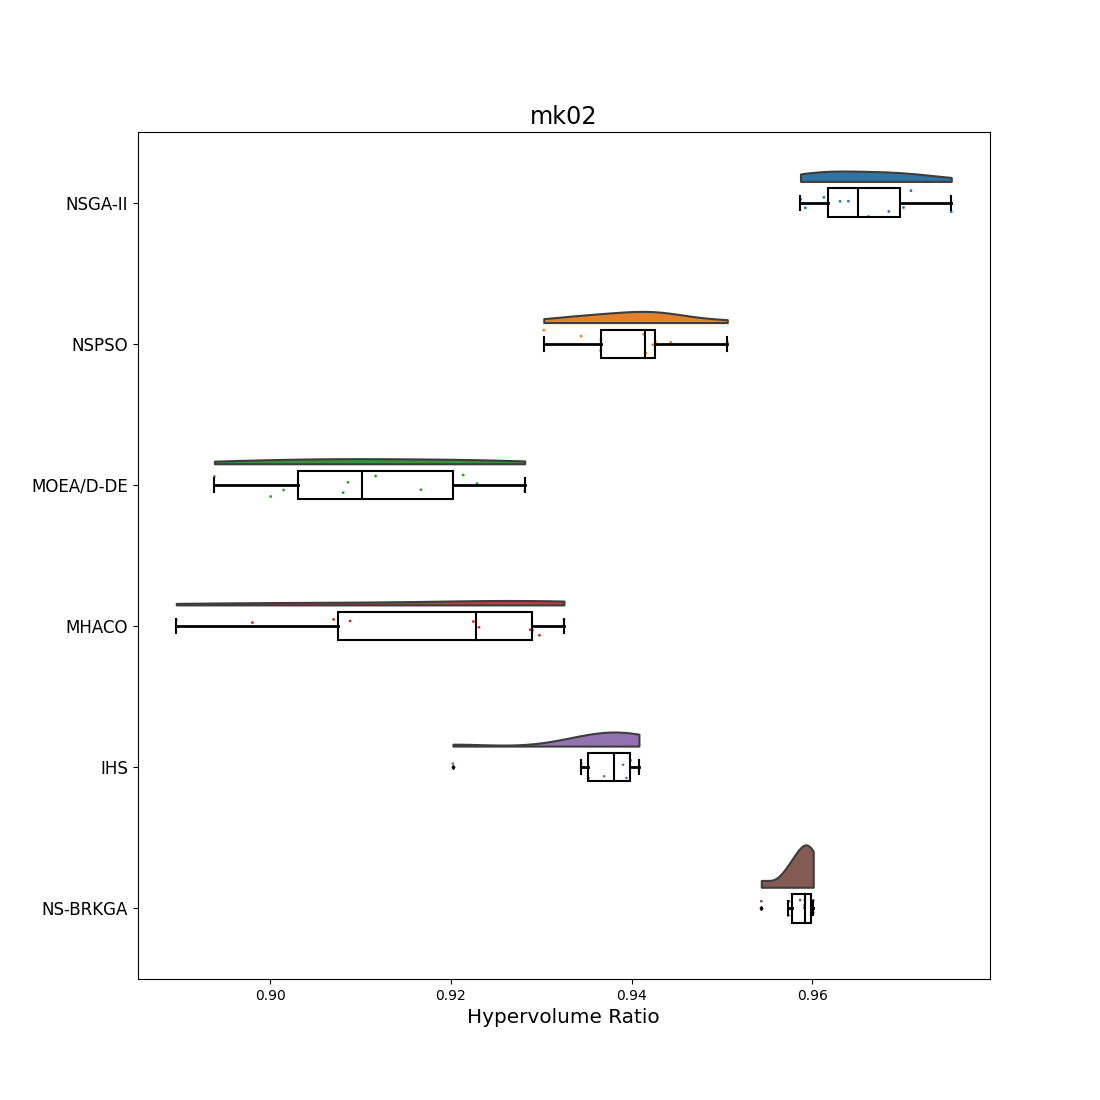 mk02
NSGA-II
NSPSO
MOEA/D-DE
MHACO
IHS
NS-BRKGA
0.90
0.92
0.94
0.96
Hypervolume Ratio